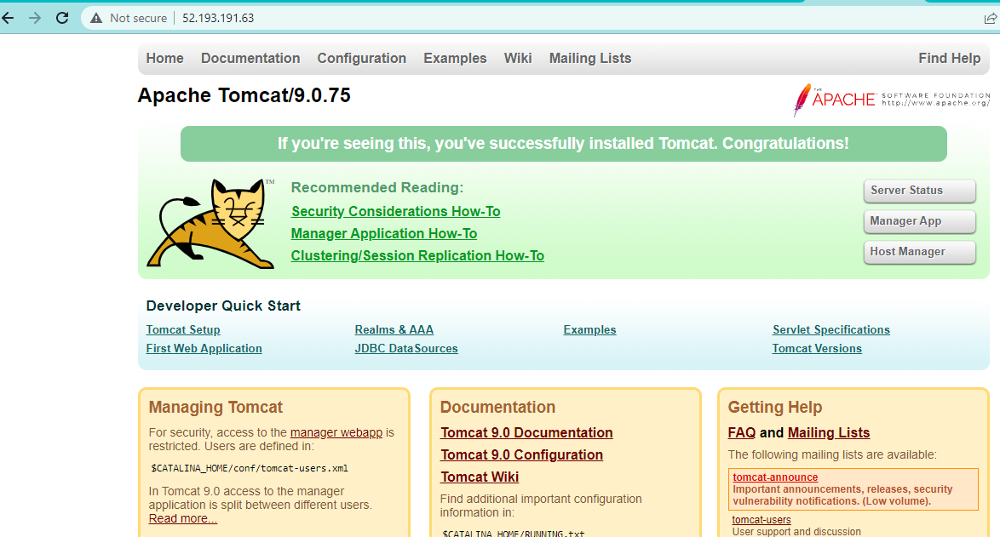 Not secure 52.193.191.63
Home Documentation Configuration Examples Wiki Mailing Lists Find Help
Apache Tomcat/9.0.75
THE
APACHE SOFTWARE FOUNDATION
http://www.apache.org/
If you're seeing this, you've successfully installed Tomcat. Congratulations!
TM
Recommended Reading:
Security Considerations How-To
Manager Application How-To
Clustering/Session Replication How-To
Server Status
Manager App
Host Manager
Developer Quick Start
Tomcat Setup
First Web Application
Realms & AAA
JDBC DataSources
Examples
Servlet Specifications
Tomcat Versions
Managing Tomcat
For security, access to the manager webapp is
restricted. Users are defined in:
$CATALINA_HOME/conf/tomcat-users.xml
In Tomcat 9.0 access to the manager
application is split between different users.
Read more...
Documentation
Tomcat 9.0 Documentation
Tomcat 9.0 Configuration
Tomcat Wiki
Find additional important configuration
information in:
$CATALINA_HOME/RUNNING.txt
Getting Help
FAQ and Mailing Lists
The following mailing lists are available:
tomcat-announce
Important announcements, releases, security
vulnerability notifications. (Low volume).
tomcat-users
User support and discussion